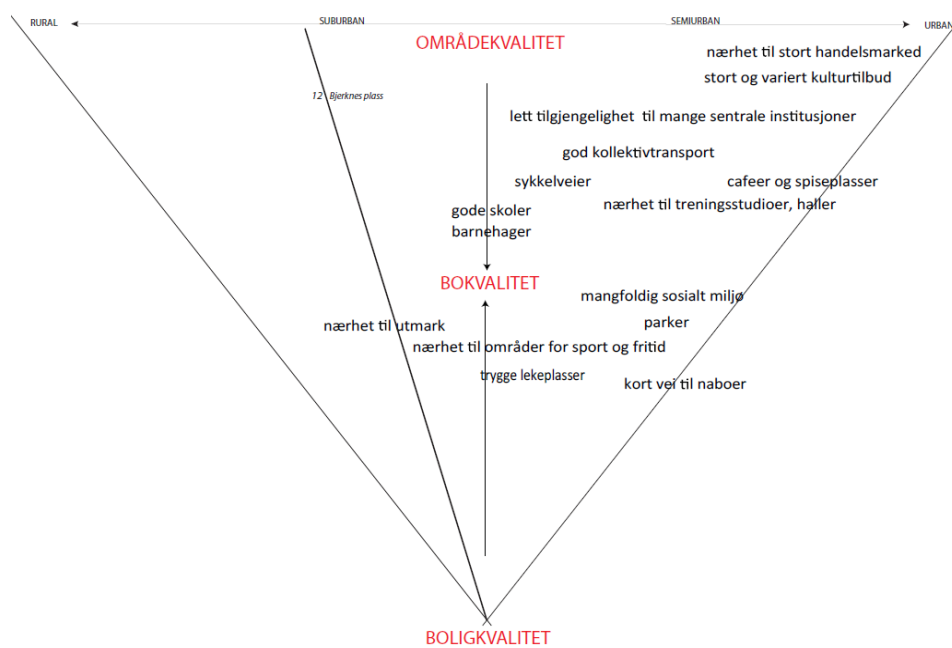 RURAL
SUBURBAN
SEMIURBAN
URBAN
OMRÅDEKVALITET
nærhet til stort handelsmarked
stort og variert kulturtilbud
12 Bjerknes plass
lett tilgjengelighet til mange sentrale institusjoner
god kollektivtransport
sykkelveier
cafeer og spiseplasser
nærhet til treningsstudioer, haller
gode skoler
barnehager
BOKVALITET
mangfoldig sosialt miljø
nærhet til utmark
parker
nærhet til områder for sport og fritid
trygge lekeplasser
kort vei til naboer
BOLIGKVALITET